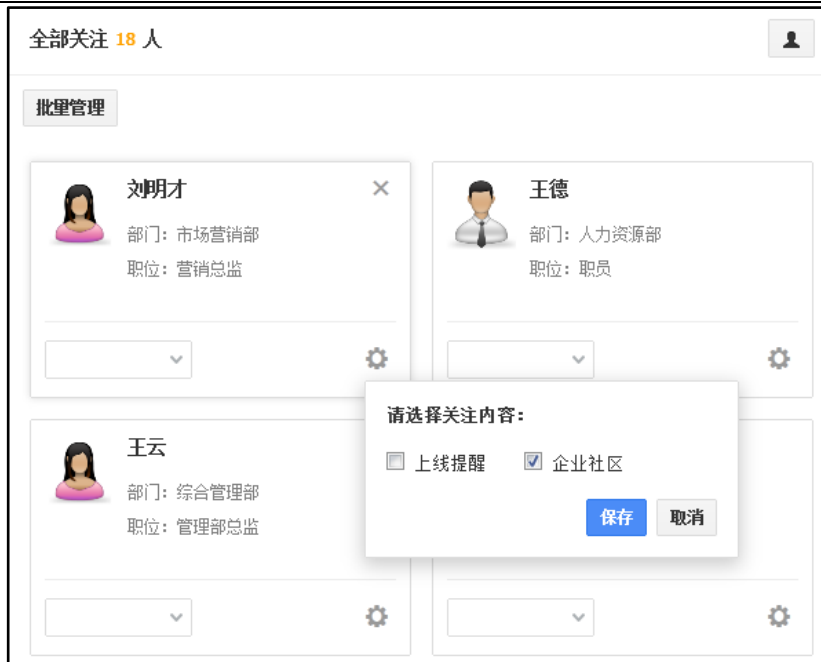 全部关注 18 人
批量管理
刘明才
部门：市场营销部
职位：营销总监
王德
部门：人力资源部
职位：职员
请选择关注内容：
上线提醒 企业社区
保存 取消
王云
部门：综合管理部
职位：管理部总监